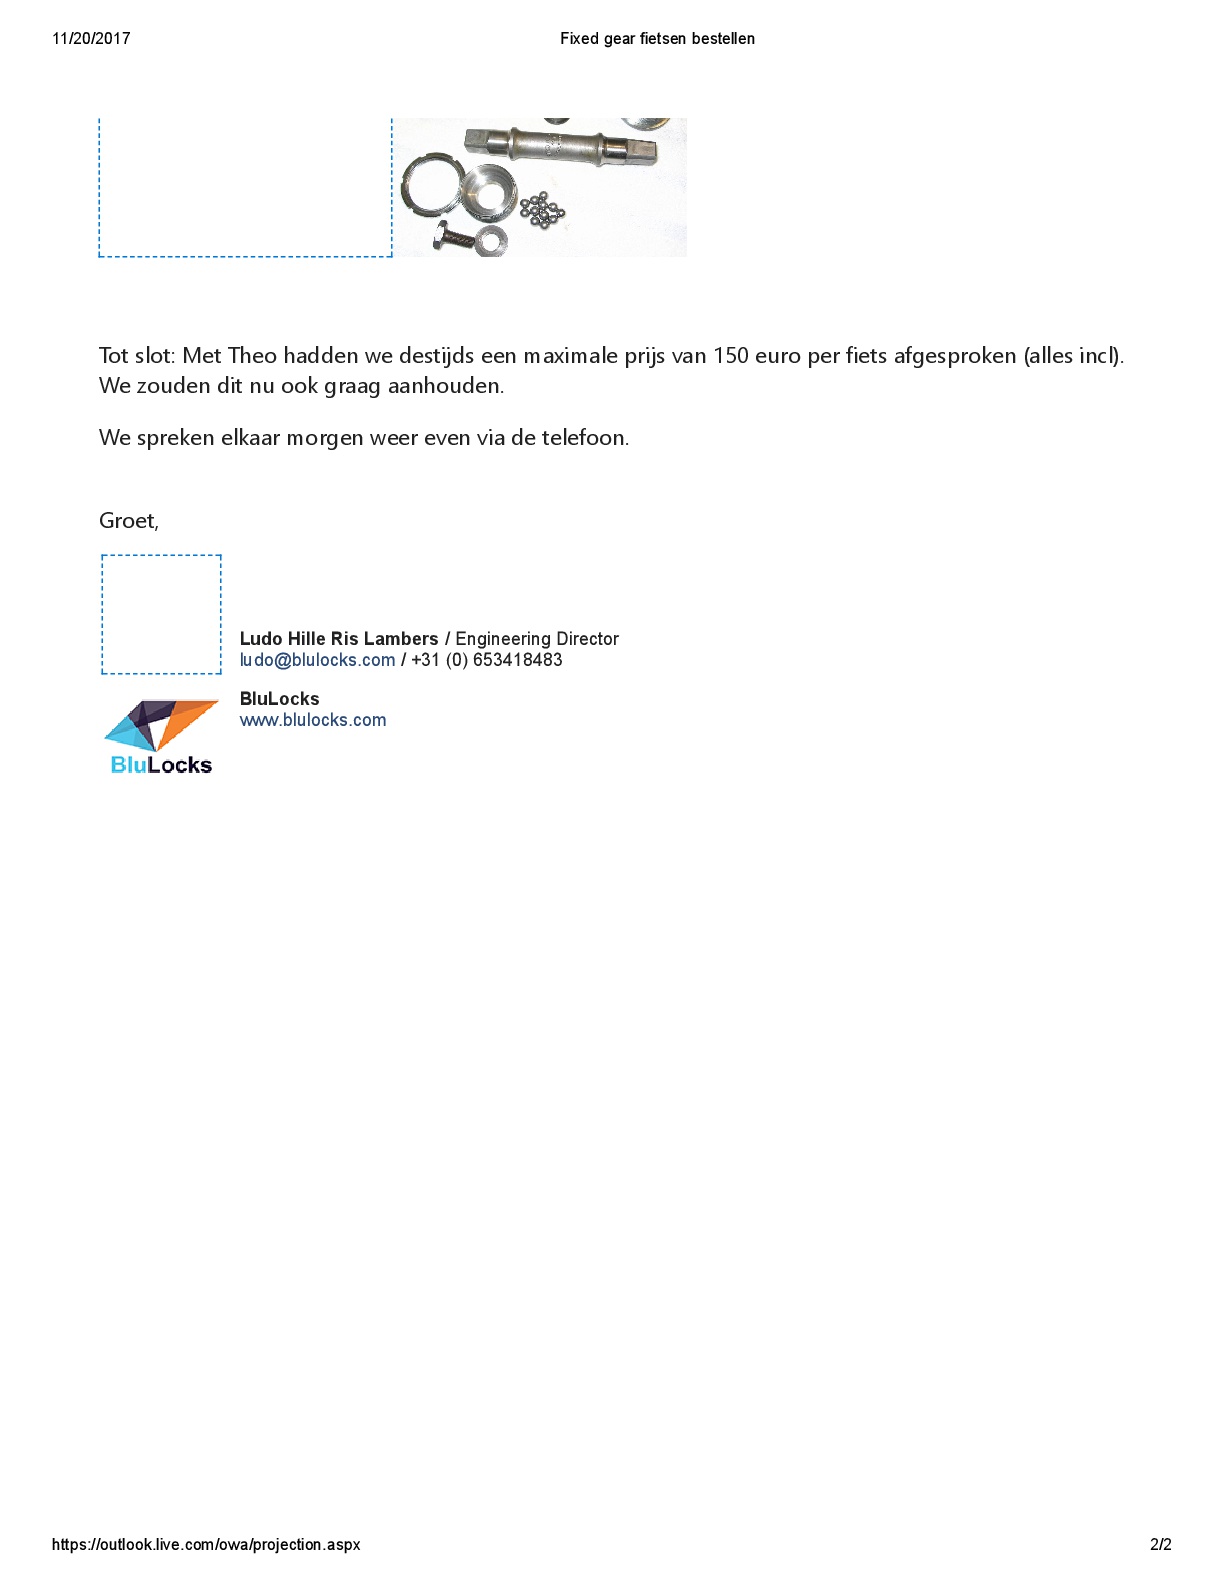 11/20/2017 Fixed gear fietsen bestellen
Tot slot: Met Theo hadden we destijds een maximale prijs van 150 euro per fiets afgesproken (alles incl).
We zouden dit nu ook graag aanhouden.
We spreken elkaar morgen weer even via de telefoon.
Groet,
Ludo Hille Ris Lambers / Engineering Director
ludo@blulocks.com / +31 (0) 653418483
BluLocks
www.blulocks.com
BluLocks
https://outlook.live.com/owa/projection.aspx 2/2